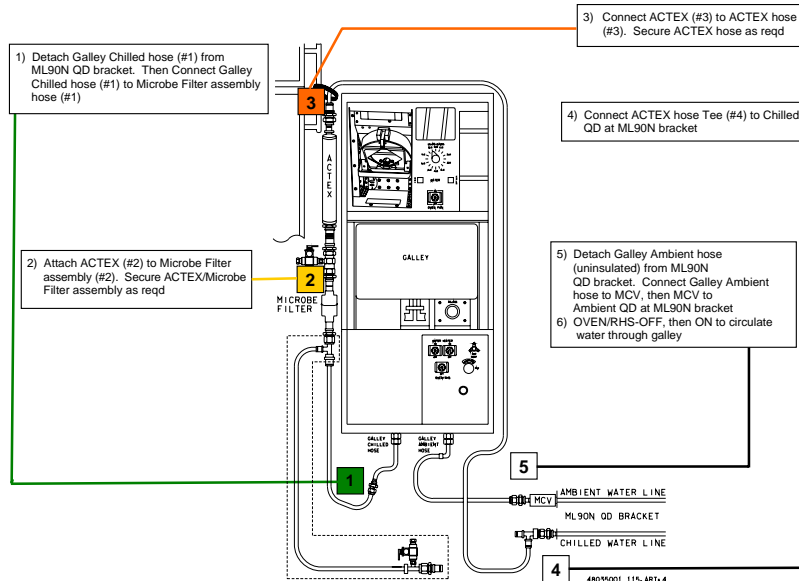 3) Connect ACTEX (#3) to ACTEX hose
(#3). Secure ACTEX hose as reqd
1) Detach Galley Chilled hose (#1) from
ML90N QD bracket. Then Connect Galley
Chilled hose (#1) to Microbe Filter assembly
hose (#1)
3
4) Connect ACTEX hose Tee (#4) to Chilled
QD at ML90N bracket
ACTEX
2) Attach ACTEX (#2) to Microbe Filter
assembly (#2). Secure ACTEX/Microbe
Filter assembly as reqd
2
MICROBE
FILTER
GALLEY
5) Detach Galley Ambient hose
(uninsulated) from ML90N
QD bracket. Connect Galley Ambient
hose to MCV, then MCV to
Ambient QD at ML90N bracket
6) OVEN/RHS-OFF, then ON to circulate
water through galley
GALLEY
CHILLED
HOSE
GALLEY
AMBIENT
HOSE
1
5
MCV
AMBIENT WATER LINE
ML90N QD BRACKET
CHILLED WATER LINE
4